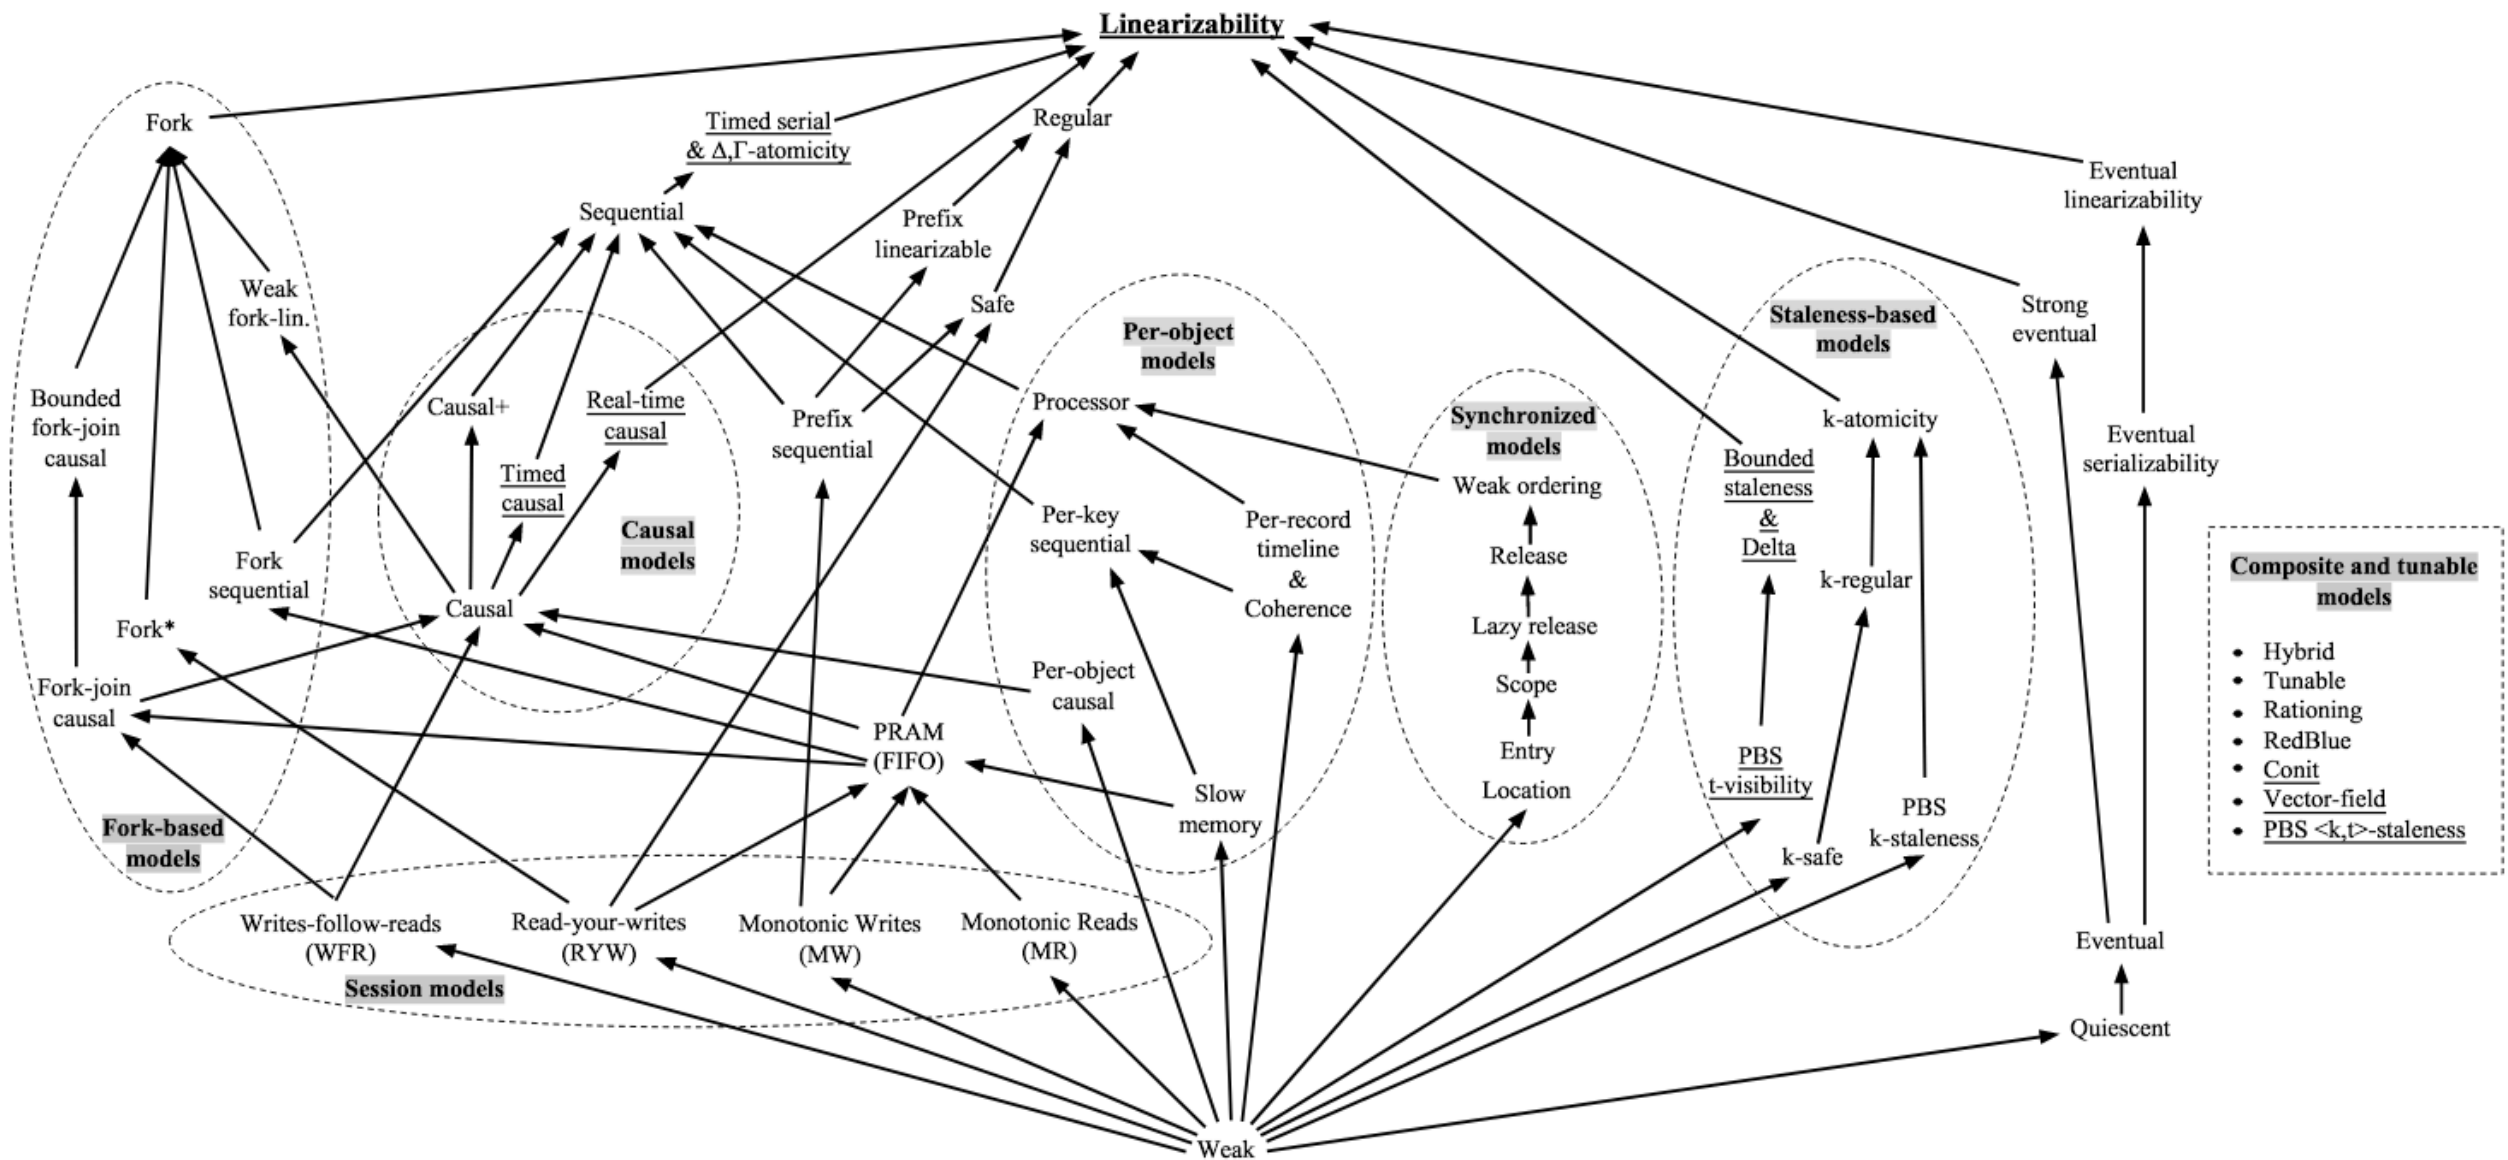 Linearizability
Fork
Timed serial
& Δ,Γ-atomicity
Regular
Eventual
linearizability
Sequential
Prefix
linearizable
Weak
fork-lin.
Safe
Strong
eventual
Per-object
models
Staleness-based
models
Bounded
fork-join
causal
Causal+
Real-time
causal
Prefix
sequential
Processor
Synchronized
models
k-atomicity
Eventual
serializability
Timed
causal
Causal
models
Per-key
sequential
Per-record
timeline
&
Coherence
Weak ordering
Bounded
staleness
&
Delta
Fork
sequential
Causal
Release
k-regular
Composite and tunable
models
• Hybrid
• Tunable
• Rationing
• RedBlue
• Conit
• Vector-field
• PBS <k,t>-staleness
Fork*
Lazy release
Fork-join
causal
Per-object
causal
Scope
PRAM
(FIFO)
Entry
PBS
t-visibility
Slow
memory
Location
PBS
k-staleness
Fork-based
models
k-safe
Writes-follow-reads
(WFR)
Read-your-writes
(RYW)
Monotonic Writes
(MW)
Monotonic Reads
(MR)
Eventual
Session models
Quiescent
Weak